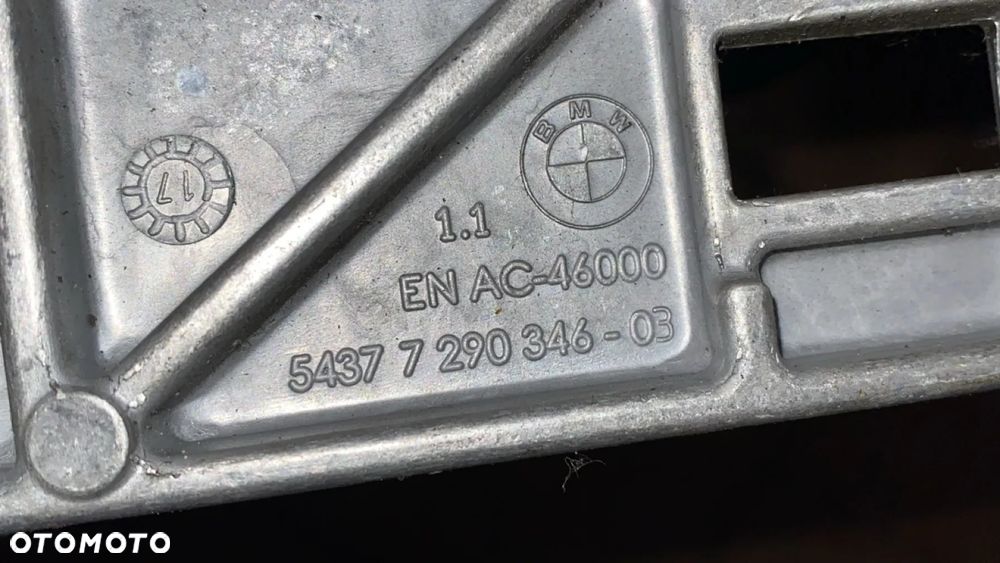 BMW
17
1.1
EN AC-46000
5437 7 290 346-03
OTOMOTO